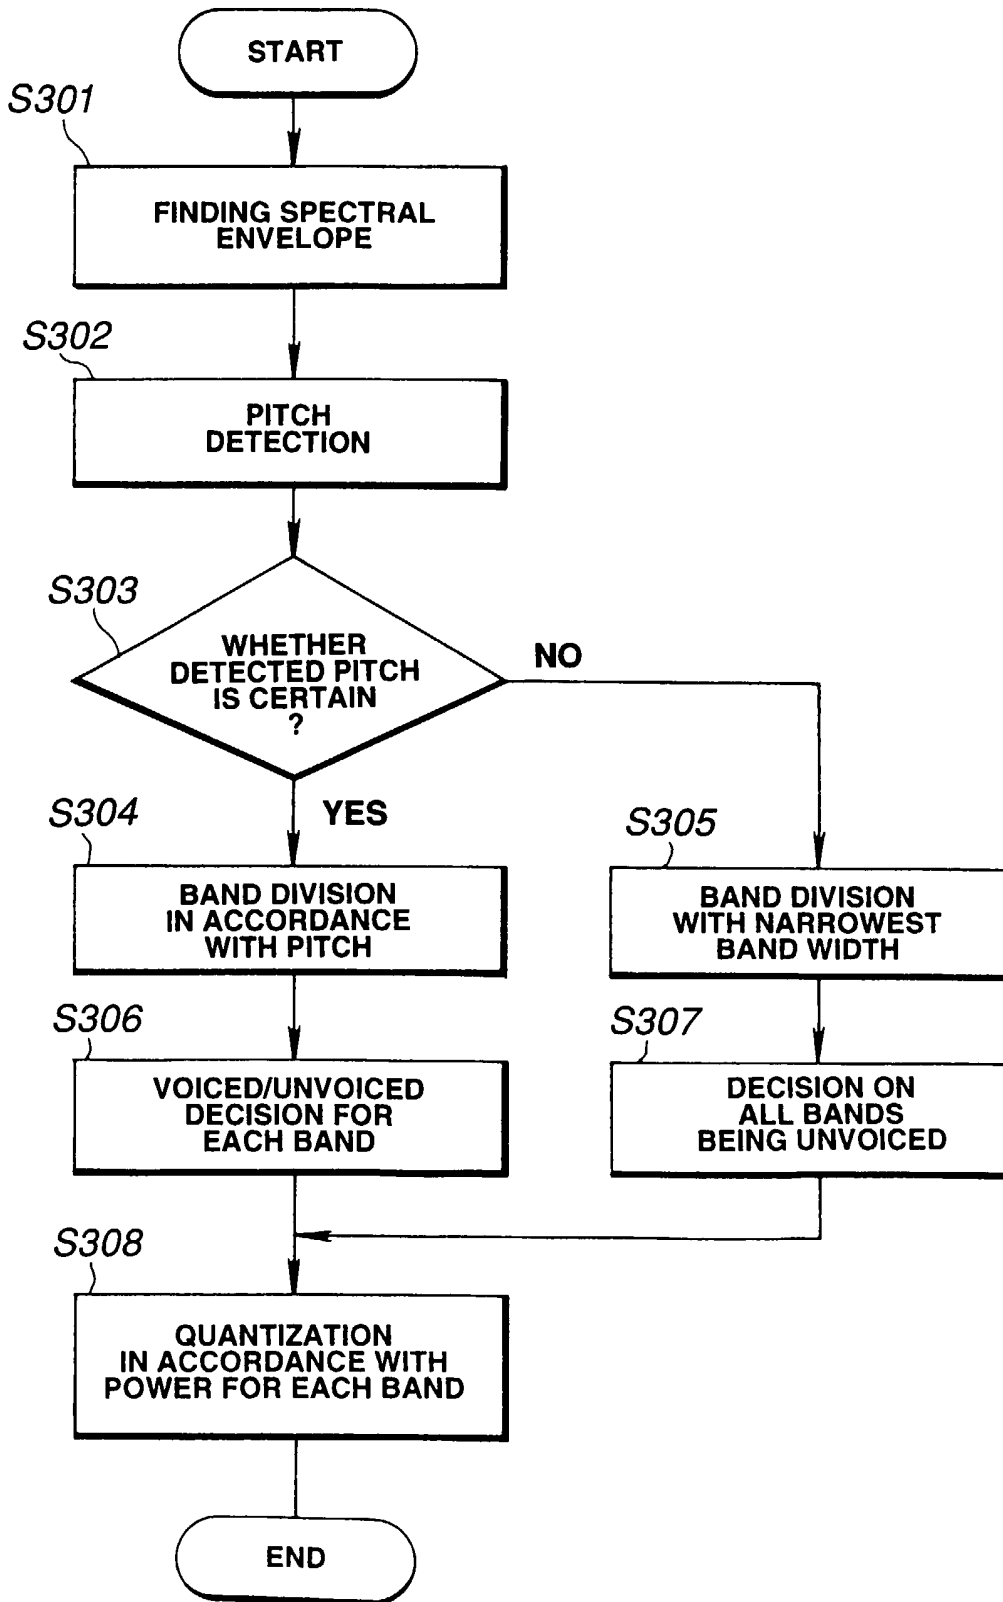 START
S301
FINDING SPECTRAL
ENVELOPE
S302
PITCH
DETECTION
S303
WHETHER
DETECTED PITCH
IS CERTAIN
?
NO
YES
S304
BAND DIVISION
IN ACCORDANCE
WITH PITCH
S305
BAND DIVISION
WITH NARROWEST
BAND WIDTH
S306
VOICED/UNVOICED
DECISION FOR
EACH BAND
S307
DECISION ON
ALL BANDS
BEING UNVOICED
S308
QUANTIZATION
IN ACCORDANCE WITH
POWER FOR EACH BAND
END